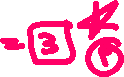 = 3 k P